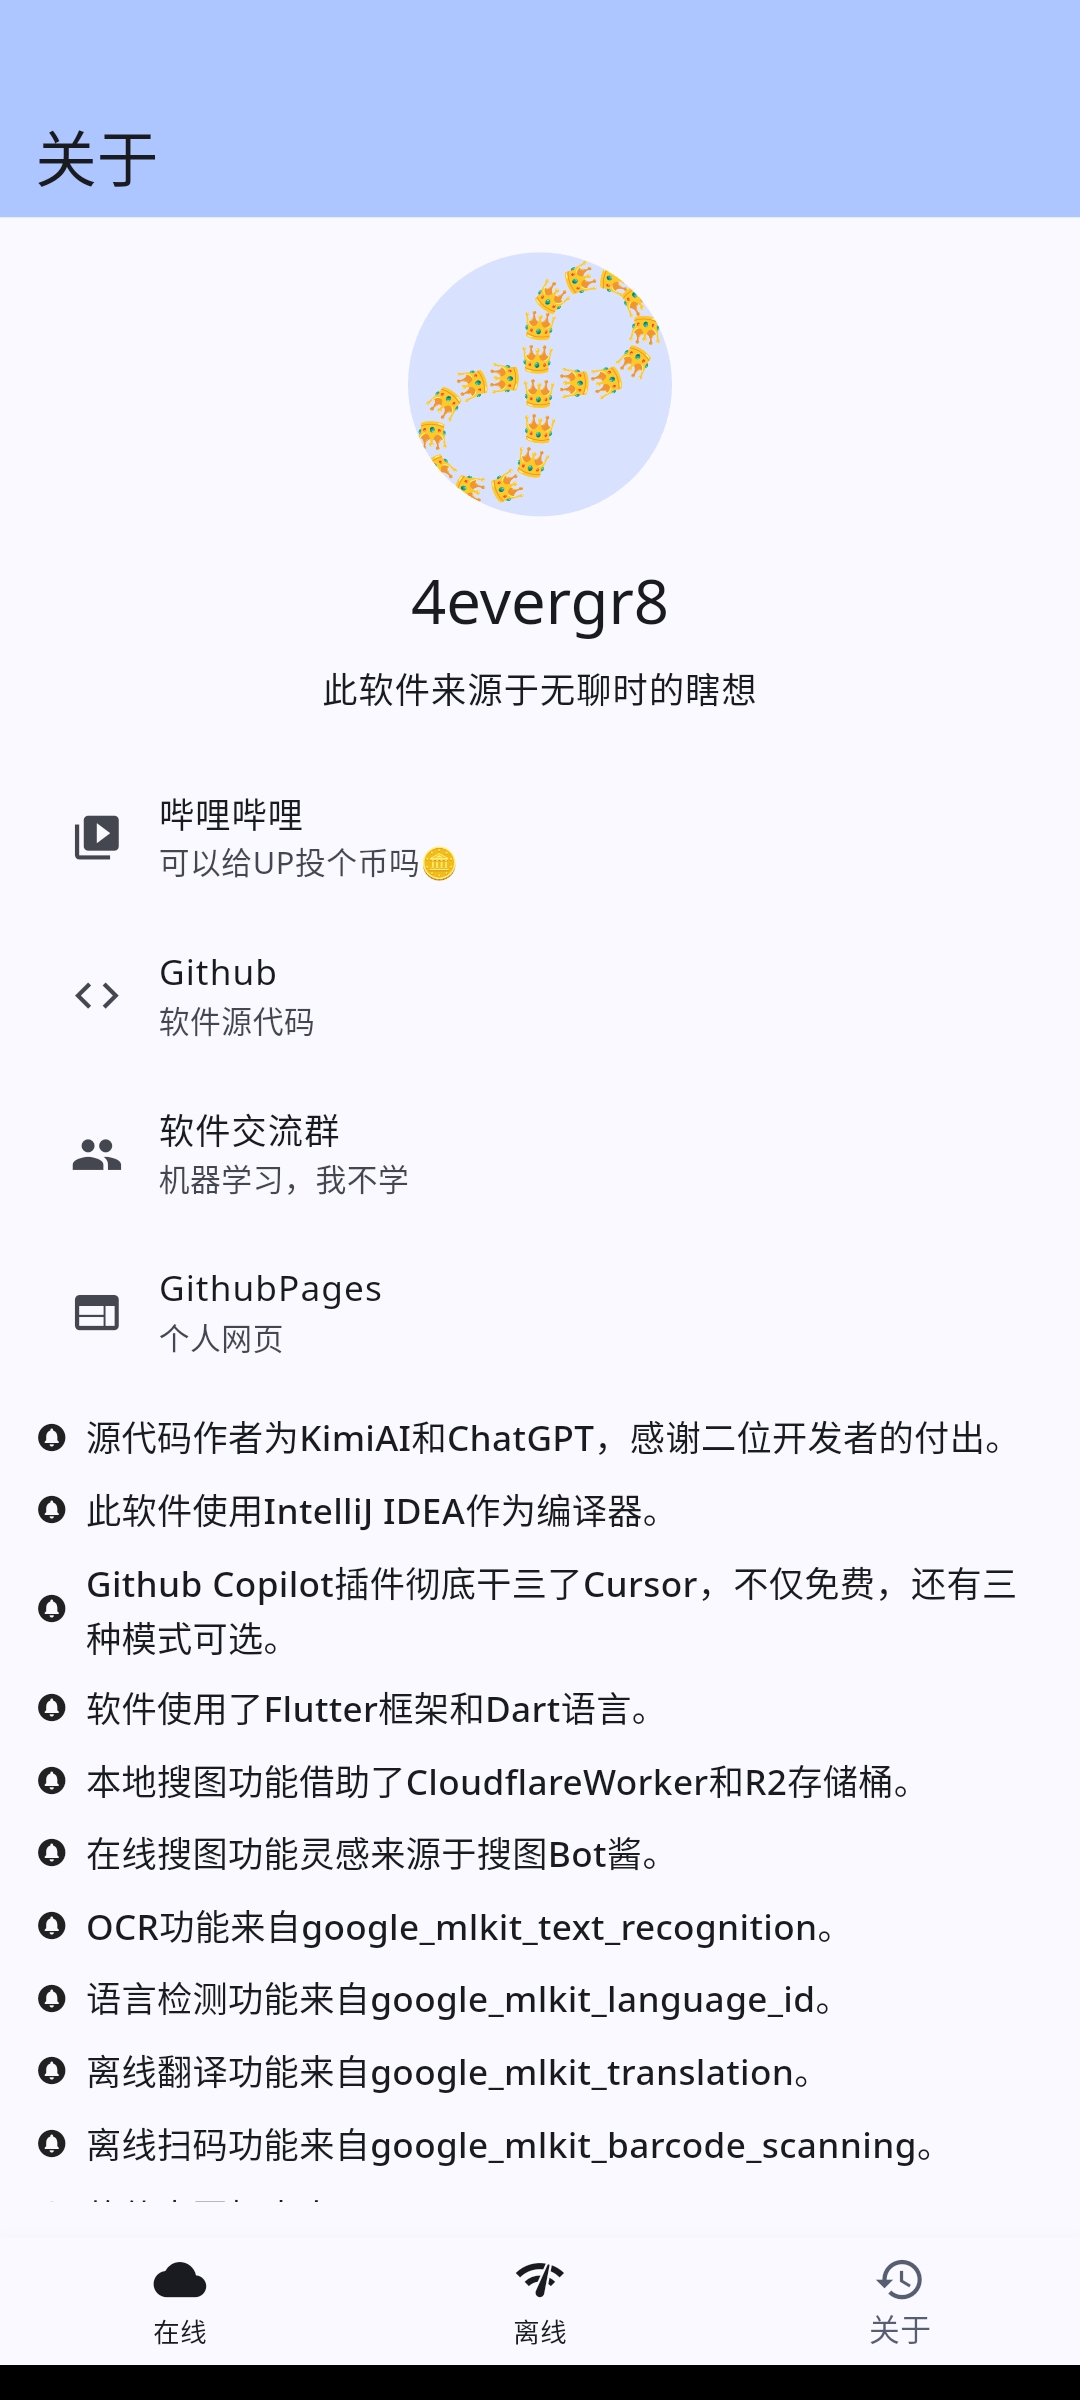 关于
4evergr8
此软件来源于无聊时的瞎想
哔哩哔哩
可以给UP投个币吗🪙
Github
软件源代码
软件交流群
机器学习，我不学
GithubPages
个人网页
源代码作者为KimiAI和ChatGPT，感谢二位开发者的付出。
此软件使用IntelliJ IDEA作为编译器。
Github Copilot插件彻底干亖了Cursor，不仅免费，还有三
种模式可选。
软件使用了Flutter框架和Dart语言。
本地搜图功能借助了CloudflareWorker和R2存储桶。
在线搜图功能灵感来源于搜图Bot酱。
OCR功能来自google_mlkit_text_recognition。
语言检测功能来自google_mlkit_language_id。
离线翻译功能来自google_mlkit_translation。
离线扫码功能来自google_mlkit_barcode_scanning。
在线
离线
关于